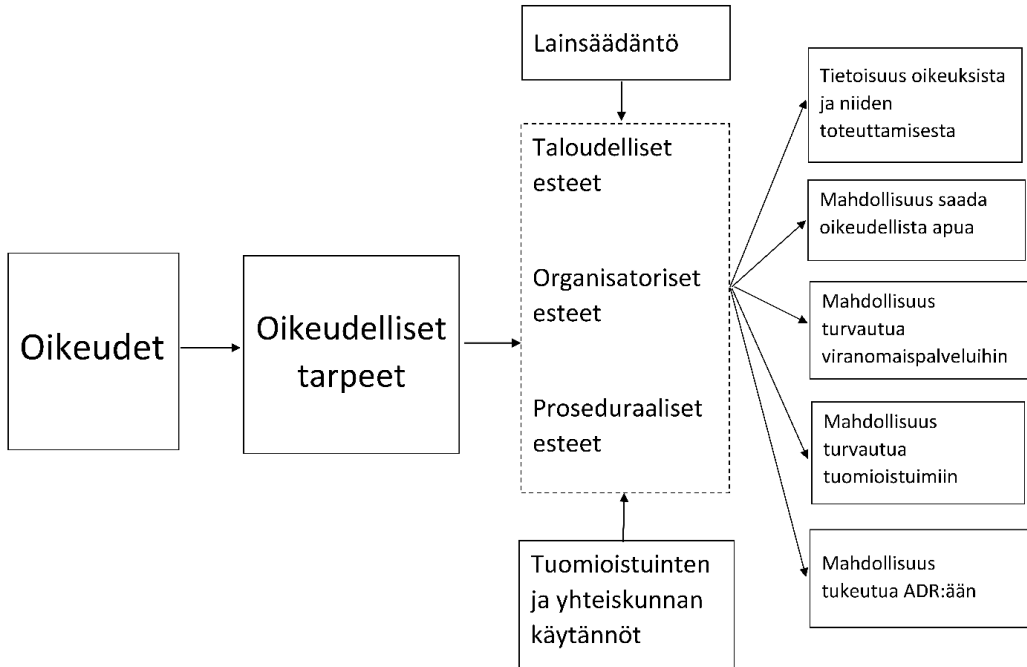 Oikeudet
Oikeudelliset
tarpeet
Lainsäädäntö
Taloudelliset
esteet
Organisatoriset
esteet
Proseduraaliset
esteet
Tuomioistuinten
ja yhteiskunnan
käytännöt
Tietoisuus oikeuksista
ja niiden
toteuttamisesta
Mahdollisuus saada
oikeudellista apua
Mahdollisuus
turvautua
viranomaispalveluihin
Mahdollisuus
turvautua
tuomioistuimiin
Mahdollisuus
tukeutua ADR:ään